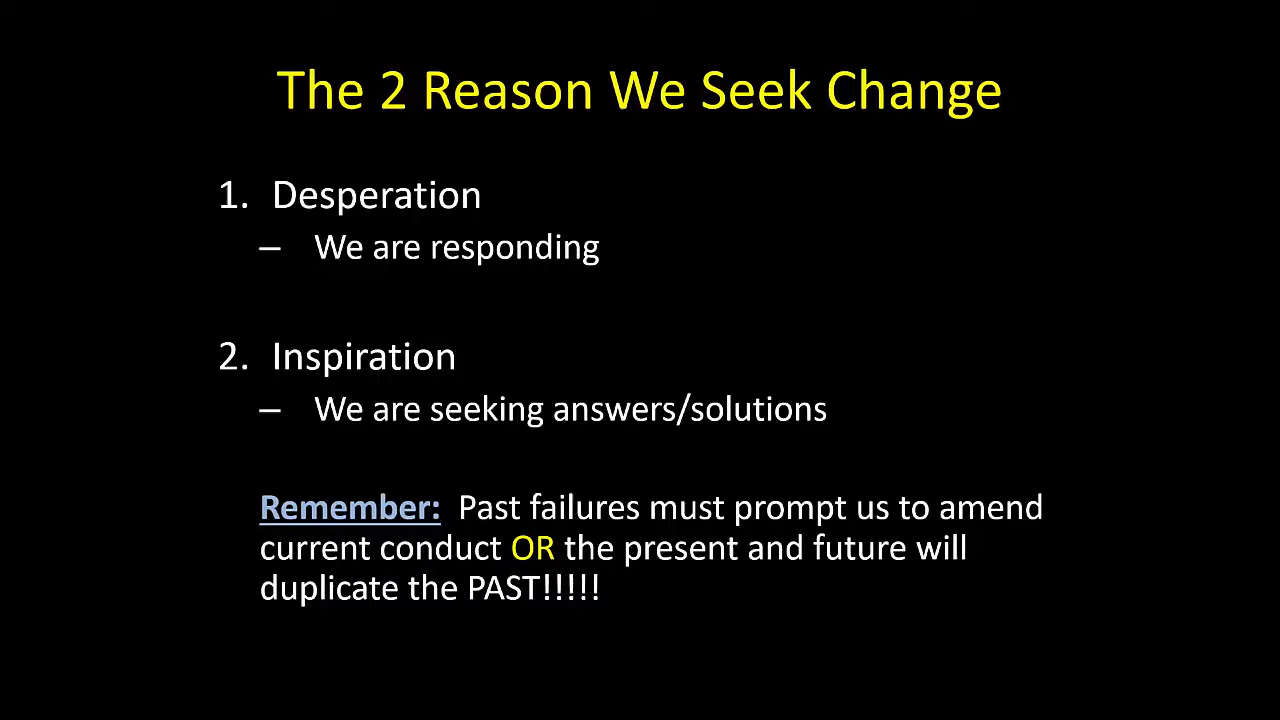 The 2 Reason We Seek Change
1. Desperation
– We are responding
2. Inspiration
– We are seeking answers/solutions
Remember: Past failures must prompt us to amend
current conduct OR the present and future will
duplicate the PAST!!!!!